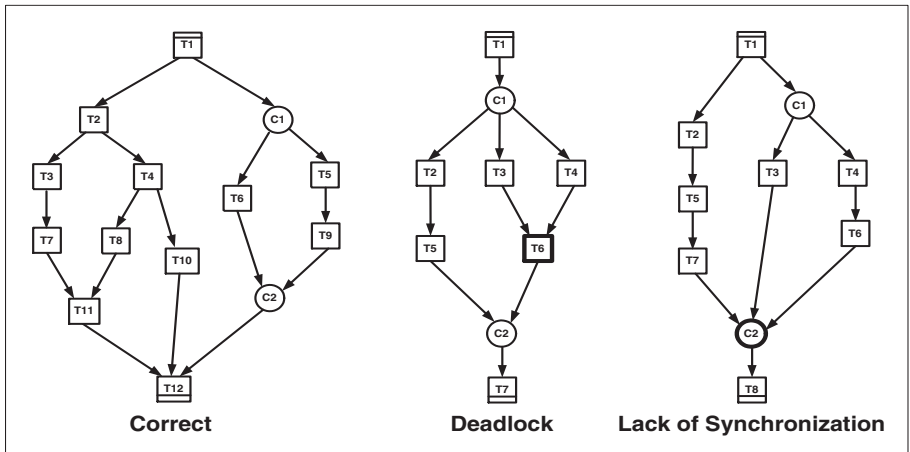 T1
T2
C1
T3
T4
T5
T6
T7
T8
T9
T10
C2
T11
T12
Correct
T1
C1
T2
T3
T4
T5
T6
C2
T7
Deadlock
T1
C1
T2
T3
T4
T5
T6
T7
C2
T8
Lack of Synchronization